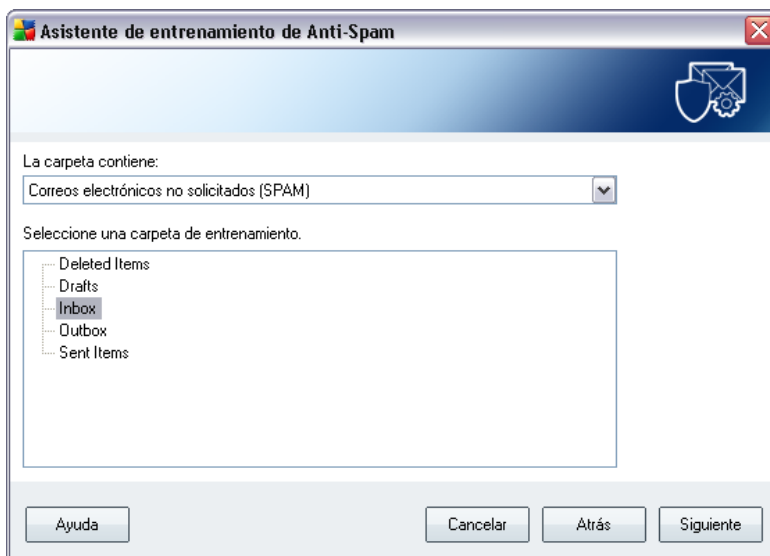 Asistente de entrenamiento de Anti-Spam
La carpeta contiene:
Correos electrónicos no solicitados (SPAM)
Seleccione una carpeta de entrenamiento.
Deleted Items
Drafts
Inbox
Outbox
Sent Items
Ayuda
Cancelar
Atrás
Siguiente